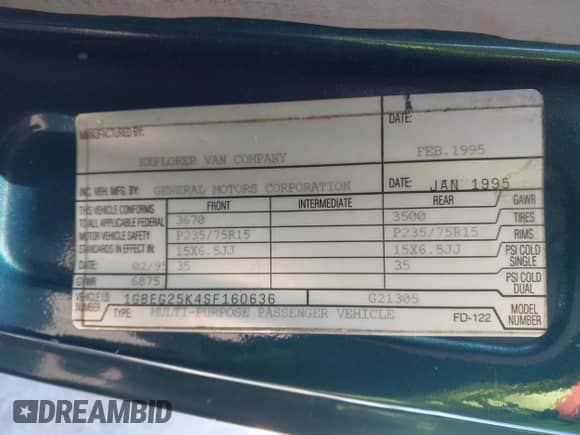 MANUFACTURED BY:
EXPLORER VAN COMPANY
DATE:
FEB.1995
INC. VEH. MFG. BY: GENERAL MOTORS CORPORATION
DATE: JAN 1995
THIS VEHICLE CONFORMS TO ALL APPLICABLE FEDERAL MOTOR VEHICLE SAFETY STANDARDS IN EFFECT IN:
FRONT INTERMEDIATE REAR GAWR
3670 3500 TIRES
P235/75R15 P235/75R15 RIMS
15X6.5JJ 15X6.5JJ PSI COLD SINGLE
DATE: 02/95 35 35 PSI COLD DUAL
GVWR 6875
VEHICLE I.D. NUMBER 1GBEG25K4SF160636 G21305 MODEL NUMBER
TYPE MULTI-PURPOSE PASSENGER VEHICLE FD-122
DREAMBID